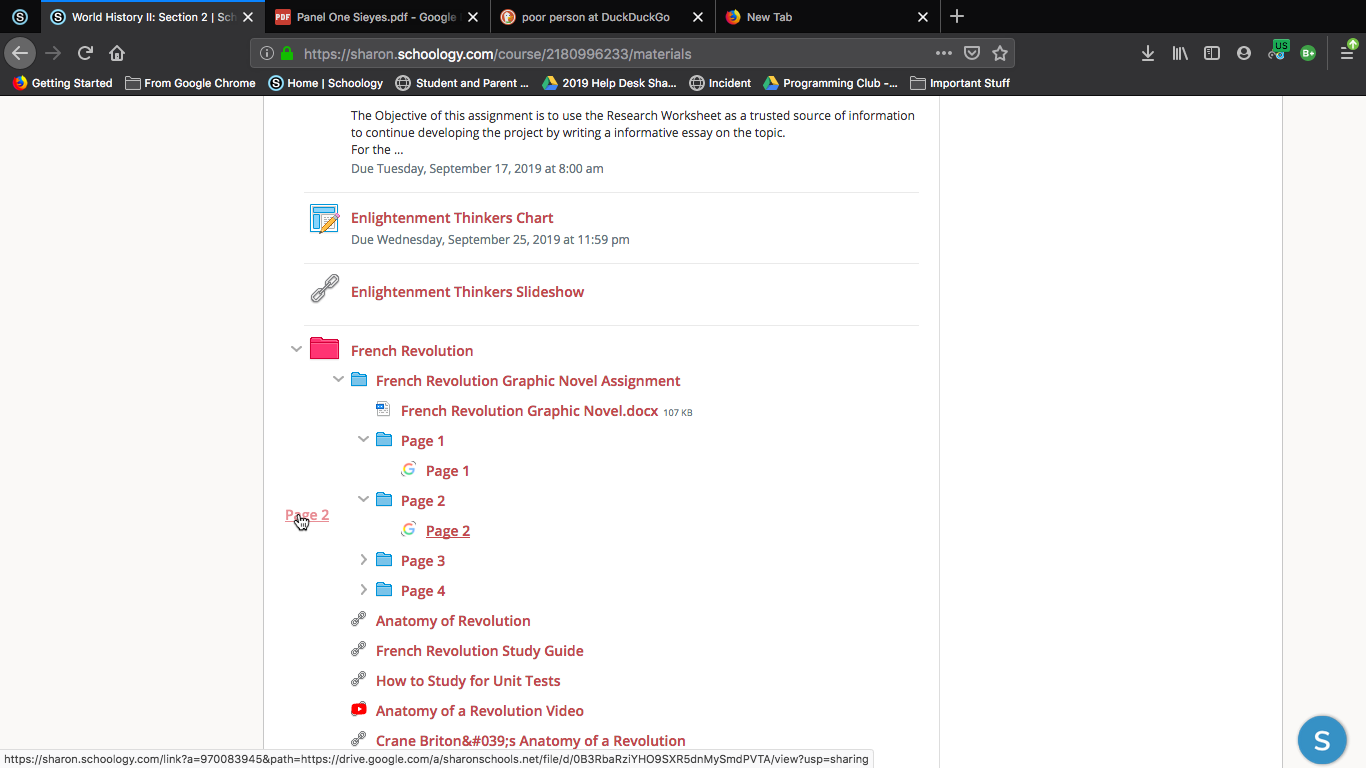 World History II: Section 2 | Sch
Panel One Sieyes.pdf - Google
poor person at DuckDuckGo
New Tab
https://sharon.schoology.com/course/2180996233/materials
US
B+
Getting Started
From Google Chrome
Home | Schoology
Student and Parent ...
2019 Help Desk Sha...
Incident
Programming Club -...
Important Stuff
The Objective of this assignment is to use the Research Worksheet as a trusted source of information
to continue developing the project by writing a informative essay on the topic.
For the ...
Due Tuesday, September 17, 2019 at 8:00 am
Enlightenment Thinkers Chart
Due Wednesday, September 25, 2019 at 11:59 pm
Enlightenment Thinkers Slideshow
French Revolution
French Revolution Graphic Novel Assignment
French Revolution Graphic Novel.docx 107 KB
Page 1
Page 1
Page 2
Page 2
Page 2
Page 3
Page 4
Anatomy of Revolution
French Revolution Study Guide
How to Study for Unit Tests
Anatomy of a Revolution Video
Crane Briton&#039;s Anatomy of a Revolution
S
https://sharon.schoology.com/link?a=970083945&path=https://drive.google.com/a/sharonschools.net/file/d/0B3RbaRziYHO9SXR5dnMySmdPVTA/view?usp=sharing